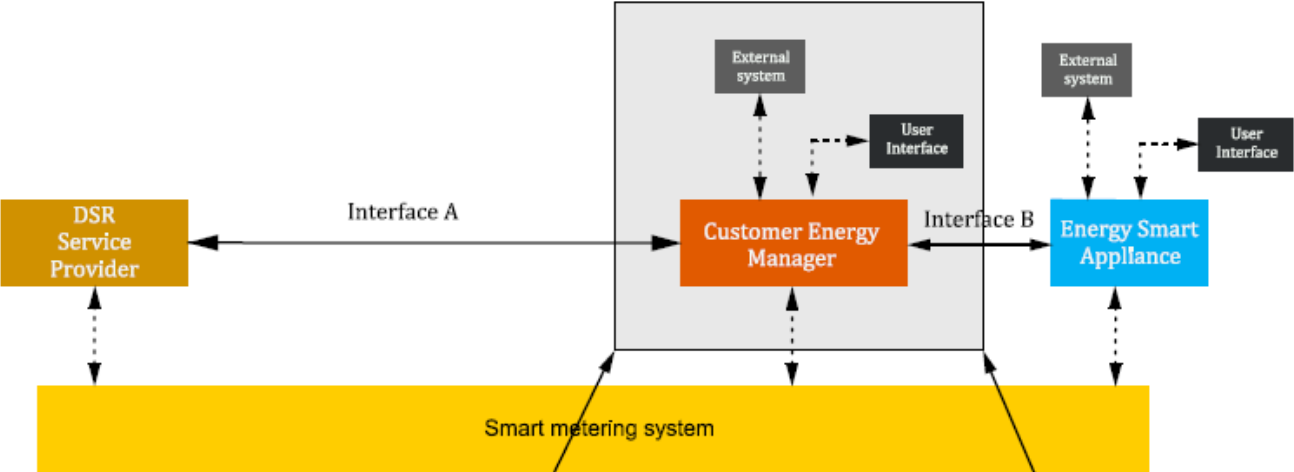 External
system
External
system
User
Interface
User
Interface
DSR
Service
Provider
Interface A
Customer Energy
Manager
Interface B
Energy Smart
Appliance
Smart metering system